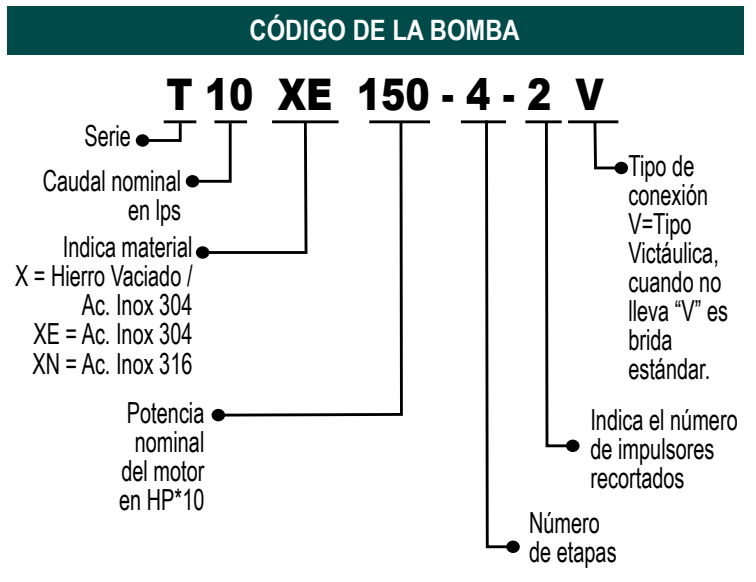 CÓDIGO DE LA BOMBA
T 10 XE 150 - 4 - 2 V
Serie
Caudal nominal
en lps
Indica material
X = Hierro Vaciado /
Ac. Inox 304
XE = Ac. Inox 304
XN = Ac. Inox 316
Potencia
nominal
del motor
en HP*10
Tipo de
conexión
V=Tipo
Victáulica,
cuando no
lleva “V” es
brida
estándar.
Indica el número
de impulsores
recortados
Número
de etapas